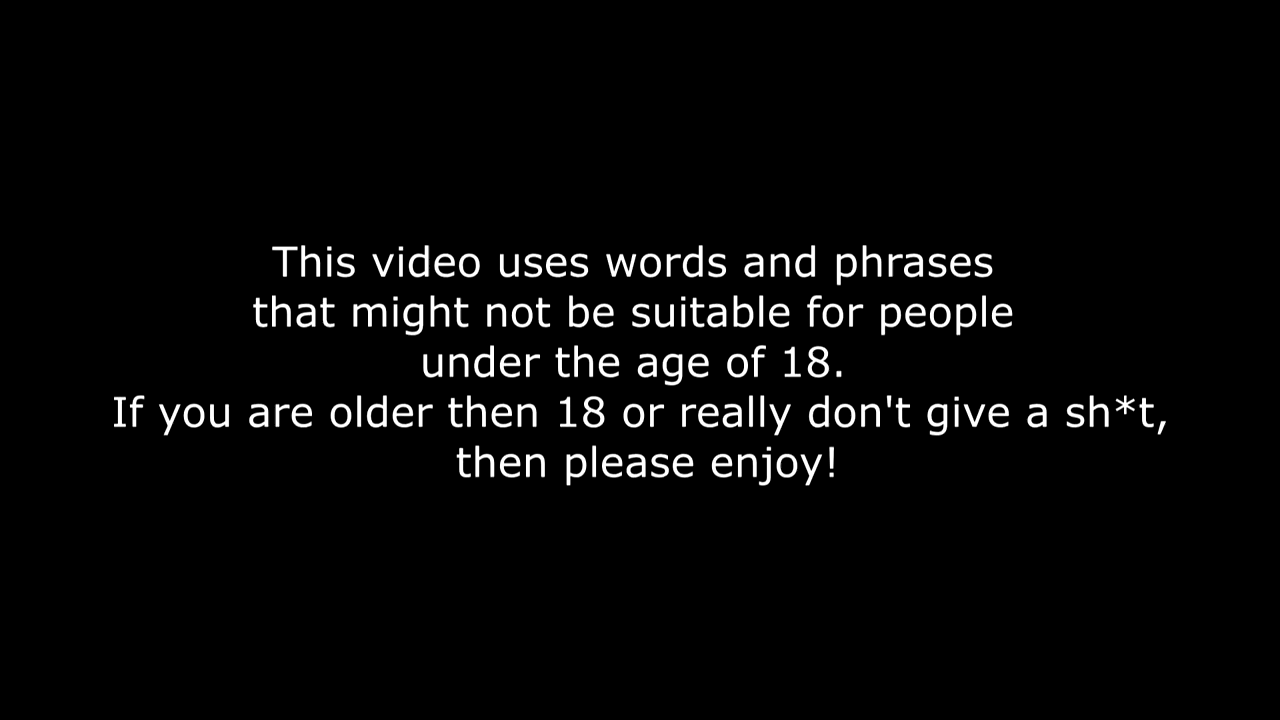 This video uses words and phrases
that might not be suitable for people
under the age of 18.
If you are older then 18 or really don't give a sh*t,
then please enjoy!